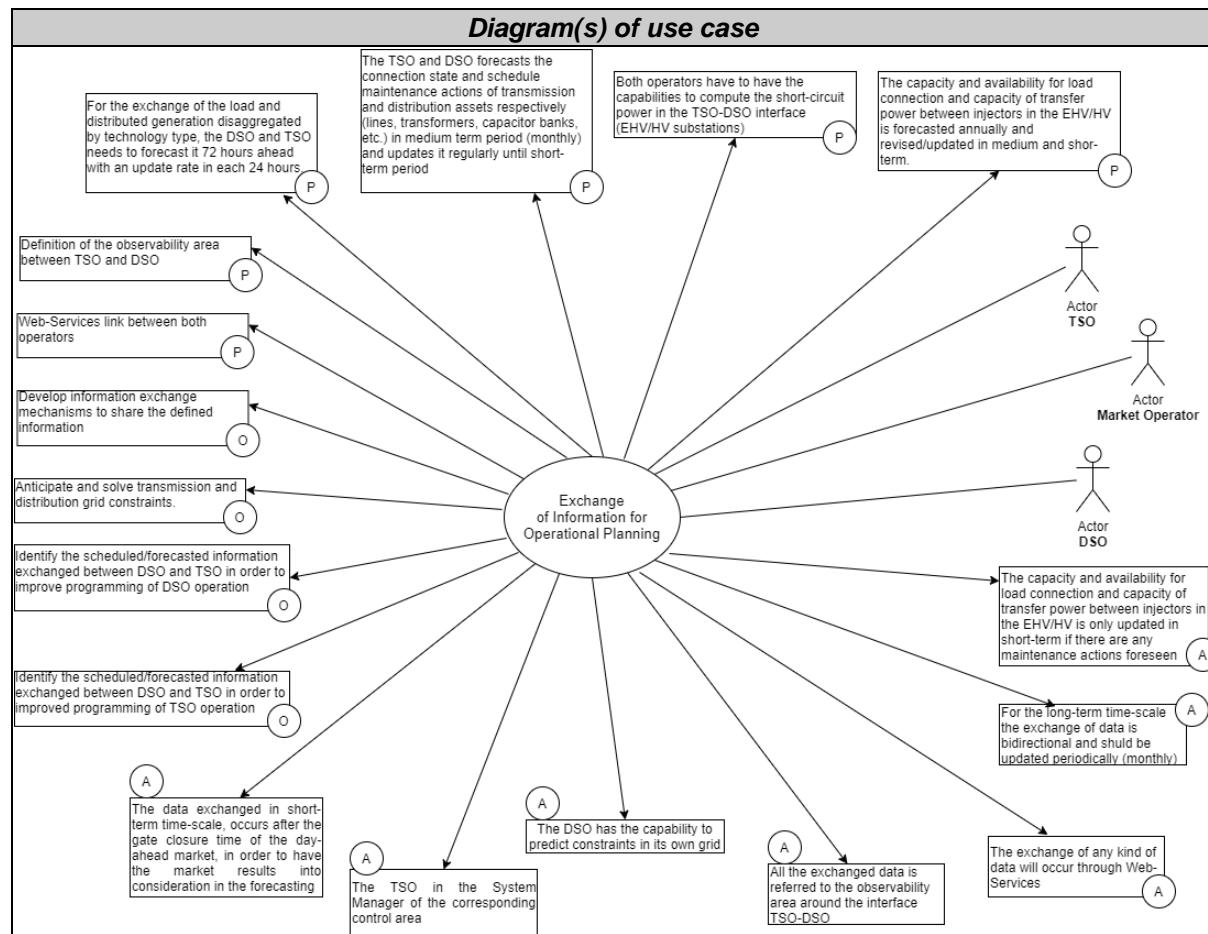 Diagram(s) of use case
For the exchange of the load and
distributed generation disaggregated
by technology type, the DSO and TSO
needs to forecast it 72 hours ahead
with an update rate in each 24 hours.
P
The TSO and DSO forecasts the
connection state and schedule
maintenance actions of transmission
and distribution assets respectively
(lines, transformers, capacitor banks,
etc.) in medium term period (monthly)
and updates it regularly until short-
term period
P
Both operators have to have the
capabilities to compute the short-circuit
power in the TSO-DSO interface
(EHV/HV substations)
P
The capacity and availability for load
connection and capacity of transfer
power between injectors in the EHV/HV
is forecasted annually and
revised/updated in medium and shor-
term.
P
Definition of the observability area
between TSO and DSO
P
Web-Services link between both
operators
P
Develop information exchange
mechanisms to share the defined
information
O
Anticipate and solve transmission and
distribution grid constraints.
O
Identify the scheduled/forecasted information
exchanged between DSO and TSO in order to
improve programming of DSO operation
O
Identify the scheduled/forecasted information
exchanged between DSO and TSO in order to
improved programming of TSO operation
O
Exchange
of Information for
Operational Planning
Actor
TSO
Actor
Market Operator
Actor
DSO
The capacity and availability for
load connection and capacity of
transfer power between injectors in
the EHV/HV is only updated in
short-term if there are any
maintenance actions foreseen
A
For the long-term time-scale
the exchange of data is
bidirectional and shuld be
updated periodically (monthly)
A
A
The data exchanged in short-
term time-scale, occurs after the
gate closure time of the day-
ahead market, in order to have
the market results into
consideration in the forecasting
A
The TSO in the System
Manager of the corresponding
control area
A
The DSO has the capability to
predict constraints in its own grid
A
All the exchanged data is
referred to the observability
area around the interface
TSO-DSO
The exchange of any kind of
data will occur through Web-
Services
A